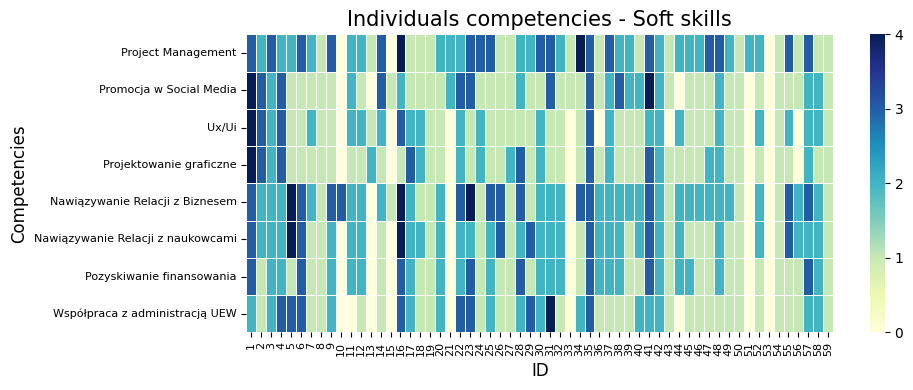 Individuals competencies - Soft skills
Competencies
Project Management
Promocja w Social Media
Ux/Ui
Projektowanie graficzne
Nawiązywanie Relacji z Biznesem
Nawiązywanie Relacji z naukowcami
Pozyskiwanie finansowania
Współpraca z administracją UEW
1 2 3 4 5 6 7 8 9 10 11 12 13 14 15 16 17 18 19 20 21 22 23 24 25 26 27 28 29 30 31 32 33 34 35 36 37 38 39 40 41 42 43 44 45 46 47 48 49 50 51 52 53 54 55 56 57 58 59
ID
4
3
2
1
0